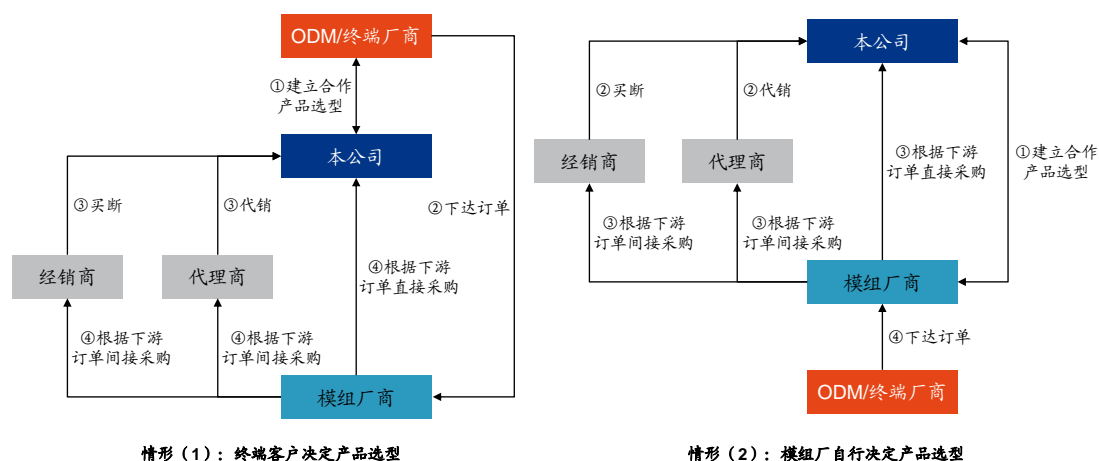 ODM/终端厂商
①建立合作
产品选型
本公司
③买断
③代销
②下达订单
经销商
代理商
④根据下游
订单直接采购
④根据下游
订单间接采购
④根据下游
订单间接采购
模组厂商
情形（1）：终端客户决定产品选型
本公司
②买断
②代销
经销商
代理商
③根据下游
订单直接采购
①建立合作
产品选型
③根据下游
订单间接采购
③根据下游
订单间接采购
模组厂商
④下达订单
ODM/终端厂商
情形（2）：模组厂自行决定产品选型